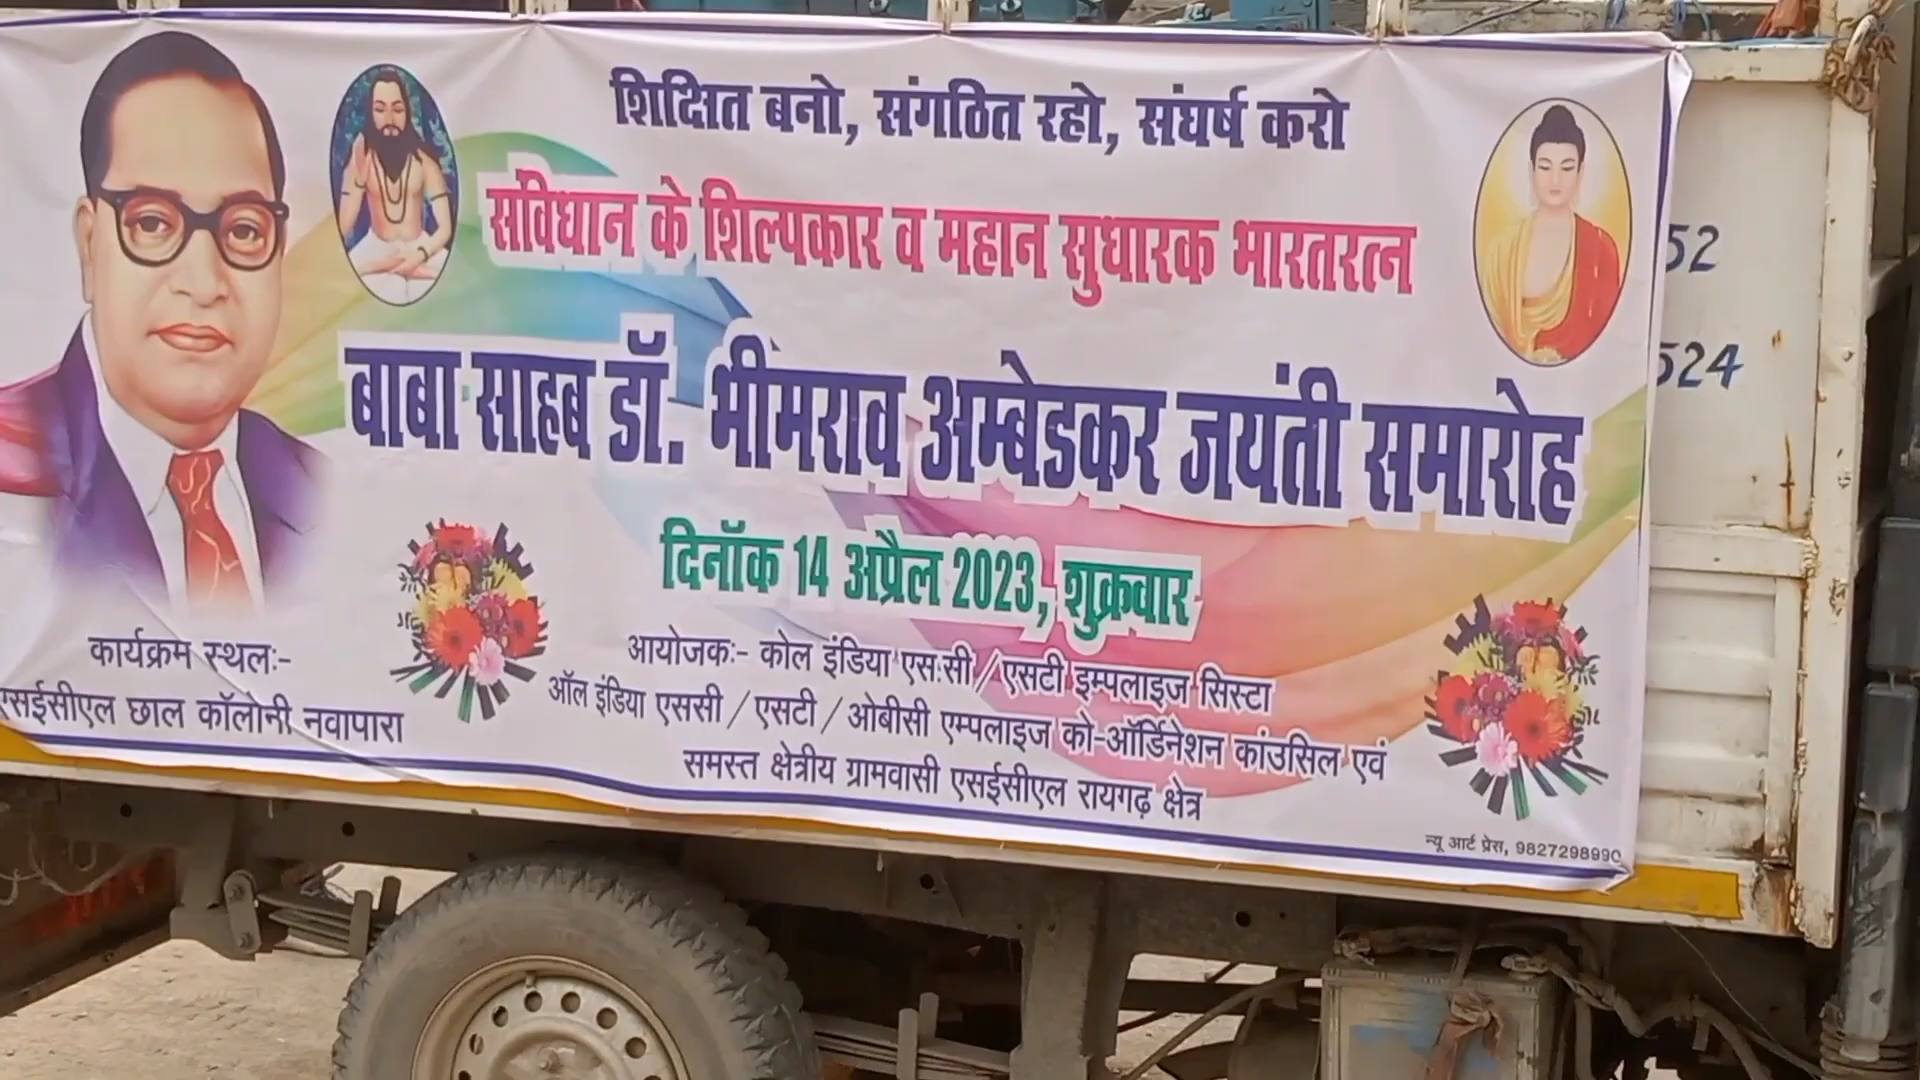 शिक्षित बनो, संगठित रहो, संघर्ष करो
संविधान के शिल्पकार व महान सुधारक भारतरत्न
बाबा साहब डॉ. भीमराव अम्बेडकर जयंती समारोह
दिनॉक 14 अप्रैल 2023, शुक्रवार
कार्यक्रम स्थल:-
एसईसीएल छाल कॉलोनी नवापारा
आयोजक:- कोल इंडिया एस.सी/एसटी इम्पलाइज सिस्टा
ऑल इंडिया एससी/एसटी/ओबीसी एम्पलाइज को-ऑर्डिनेशन कांउसिल एवं
समस्त क्षेत्रीय ग्रामवासी एसईसीएल रायगढ़ क्षेत्र
न्यू आर्ट प्रेस, 9827298990
52
524